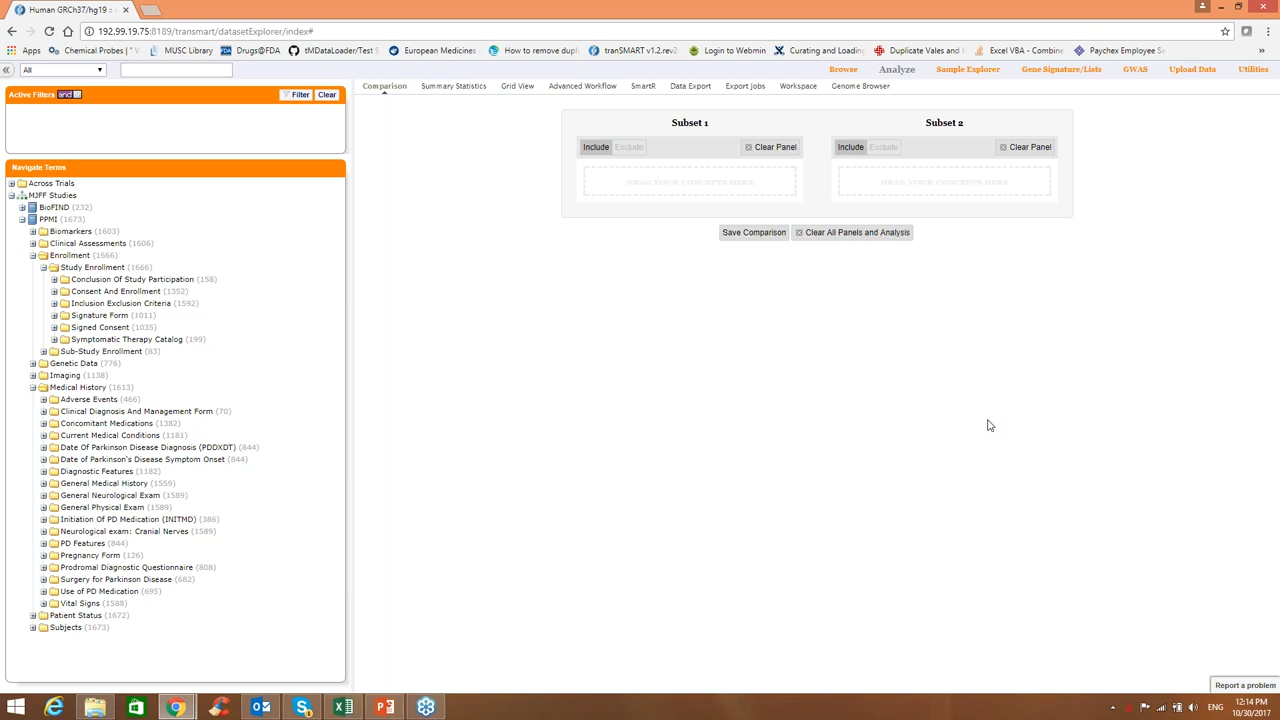 Human GRCh37/hg19 ::
192.99.19.75:8189/transmart/datasetExplorer/index#
Apps
Chemical Probes | "
MUSC Library
Drugs@FDA
tMDataLoader/Test S
European Medicines
How to remove dupl
tranSMART v1.2.rev2
Login to Webmin
Curating and Loading
Duplicate Vales and
Excel VBA - Combine
Paychex Employee Se
All
Browse
Analyze
Sample Explorer
Gene Signature/Lists
GWAS
Upload Data
Utilities
Comparison
Summary Statistics
Grid View
Advanced Workflow
SmartR
Data Export
Export Jobs
Workspace
Genome Browser
Active Filters and
Filter
Clear
Subset 1
Include
Exclude
Clear Panel
DRAG YOUR CONCEPTS HERE
Subset 2
Include
Exclude
Clear Panel
DRAG YOUR CONCEPTS HERE
Save Comparison
Clear All Panels and Analysis
Navigate Terms
Across Trials
MJFF Studies
BioFIND (232)
PPMI (1673)
Biomarkers (1603)
Clinical Assessments (1606)
Enrollment (1666)
Study Enrollment (1666)
Conclusion Of Study Participation (158)
Consent And Enrollment (1352)
Inclusion Exclusion Criteria (1592)
Signature Form (1011)
Signed Consent (1035)
Symptomatic Therapy Catalog (199)
Sub-Study Enrollment (83)
Genetic Data (776)
Imaging (1138)
Medical History (1613)
Adverse Events (466)
Clinical Diagnosis And Management Form (70)
Concomitant Medications (1382)
Current Medical Conditions (1181)
Date Of Parkinson Disease Diagnosis (PDDXDT) (844)
Date of Parkinson's Disease Symptom Onset (844)
Diagnostic Features (1182)
General Medical History (1559)
General Neurological Exam (1589)
General Physical Exam (1589)
Initiation Of PD Medication (INITMD) (386)
Neurological exam: Cranial Nerves (1589)
PD Features (844)
Pregnancy Form (126)
Prodromal Diagnostic Questionnaire (808)
Surgery for Parkinson Disease (682)
Use of PD Medication (695)
Vital Signs (1588)
Patient Status (1672)
Subjects (1673)
Report a problem
ENG
12:14 PM
10/30/2017